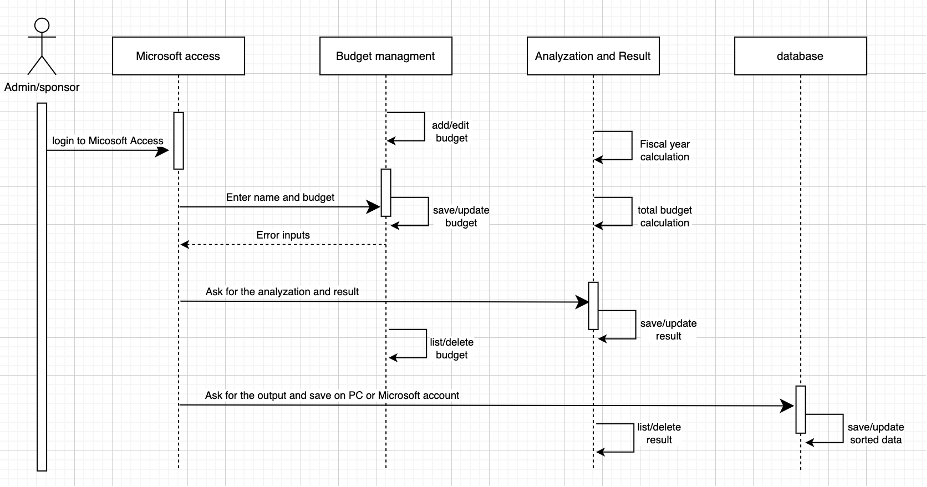 Admin/sponsor
Microsoft access
Budget managment
Analyzation and Result
database
login to Micosoft Access
add/edit
budget
Fiscal year
calculation
Enter name and budget
save/update
budget
total budget
calculation
Error inputs
Ask for the analyzation and result
save/update
result
list/delete
budget
Ask for the output and save on PC or Microsoft account
list/delete
result
save/update
sorted data